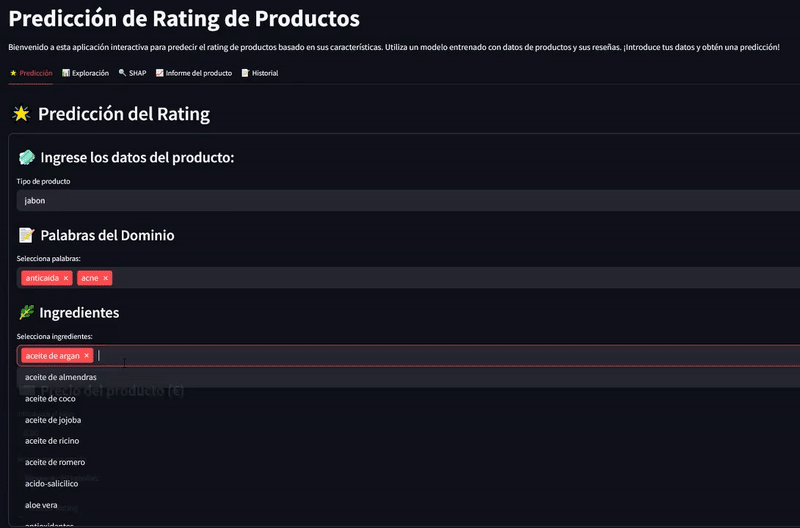 Predicción de Rating de Productos
Bienvenido a esta aplicación interactiva para predecir el rating de productos basado en sus características. Utiliza un modelo entrenado con datos de productos y sus reseñas. ¡Introduce tus datos y obtén una predicción!
Predicción Exploración SHAP Informe del producto Historial
Predicción del Rating
Ingrese los datos del producto:
Tipo de producto
jabon
Palabras del Dominio
Selecciona palabras:
anticaida × acne ×
Ingredientes
Selecciona ingredientes:
aceite de argan ×
aceite de almendras
Precio del producto (€)
aceite de coco
aceite de jojoba
aceite de ricino
aceite de romero
acido-salicilico
aloe vera
antioxidantes